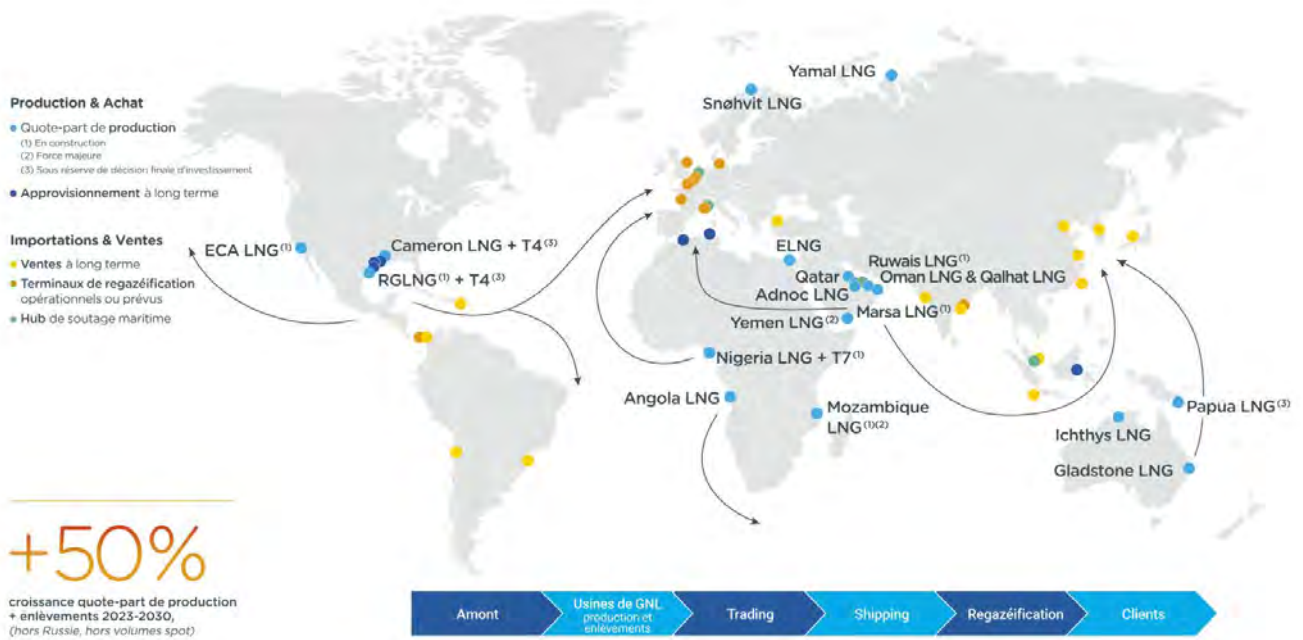 Production & Achat
Quote-part de production
(1) En construction
(2) Force majeure
(3) Sous réserve de décision finale d'investissement
Approvisionnement à long terme
Importations & Ventes
Ventes à long terme
Terminaux de regazéification
opérationnels ou prévus
Hub de soutage maritime
Yamal LNG
Snøhvit LNG
ECA LNG(1)
Cameron LNG + T4(3)
RGLNG(1) + T4(3)
ELNG
Ruwais LNG(1)
Qatar
Oman LNG & Qalhat LNG
Adnoc LNG
Marsa LNG(1)
Yemen LNG(2)
Nigeria LNG + T7(1)
Angola LNG
Mozambique
LNG(1)(2)
Papua LNG(3)
Ichthys LNG
Gladstone LNG
+50%
croissance quote-part de production
+ enlèvements 2023-2030,
(hors Russie, hors volumes spot)
Amont
Usines de GNL
production et
enlèvements
Trading
Shipping
Regazéification
Clients